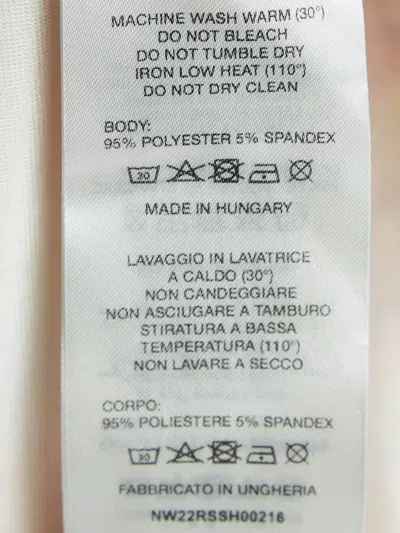 MACHINE WASH WARM (30°)
DO NOT BLEACH
DO NOT TUMBLE DRY
IRON LOW HEAT (110°)
DO NOT DRY CLEAN
BODY:
95% POLYESTER 5% SPANDEX
30
MADE IN HUNGARY
LAVAGGIO IN LAVATRICE
A CALDO (30°)
NON CANDEGGIARE
NON ASCIUGARE A TAMBURO
STIRATURA A BASSA
TEMPERATURA (110°)
NON LAVARE A SECCO
CORPO:
95% POLIESTERE 5% SPANDEX
30
FABBRICATO IN UNGHERIA
NW22RSSH00216